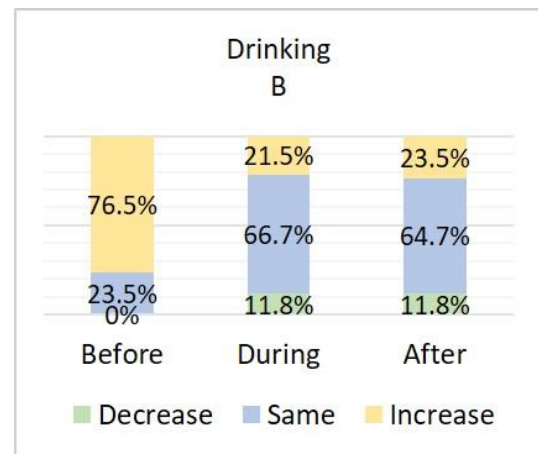 Drinking
B
21.5% 23.5%
76.5%
66.7% 64.7%
23.5%
0% 11.8% 11.8%
Before During After
Decrease Same Increase